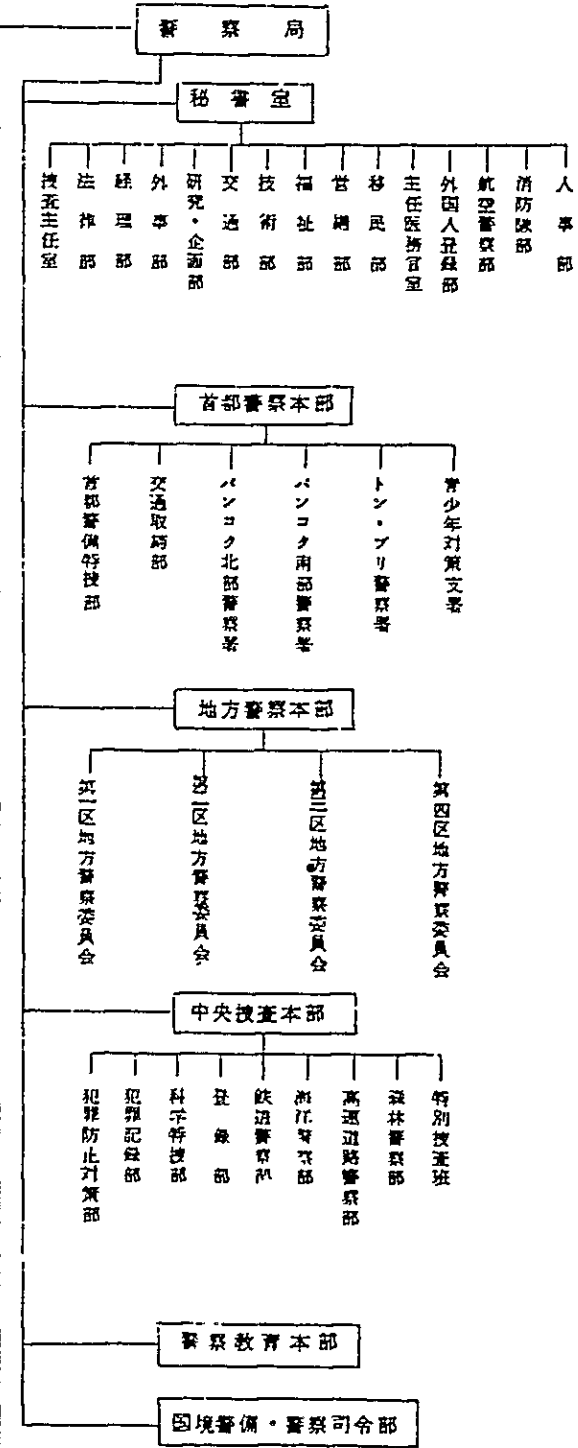 警察局
秘書室
捜査主任室
法律部
経理部
外事部
研究・企画部
交通部
技術部
福祉部
営繕部
移民部
主任医務官室
外国人登録部
航空警察部
消防隊部
人事部
首都警察本部
首都警備特捜部
交通取締部
バンコク北部警察署
バンコク南部警察署
トン・ブリ警察署
青少年対策支署
地方警察本部
第一区地方警察委員会
第二区地方警察委員会
第三区地方警察委員会
第四区地方警察委員会
中央捜査本部
犯罪防止対策部
犯罪記録部
科学特捜部
登録部
鉄道警察部
海洋警察部
高速道路警察部
森林警察部
特別捜査班
警察教育本部
国境警備・警察司令部